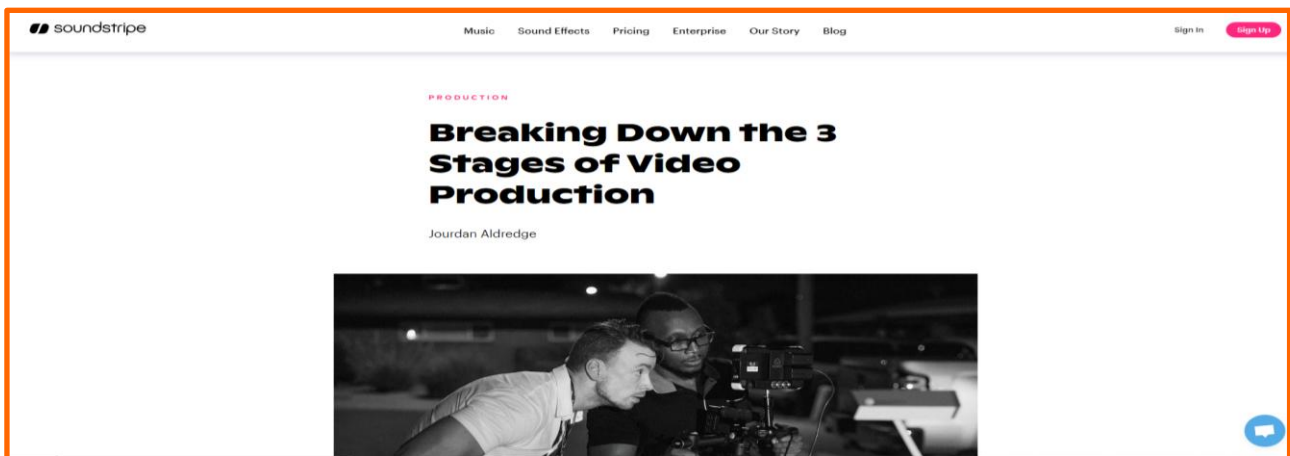 soundstripe
Music Sound Effects Pricing Enterprise Our Story Blog
Sign In Sign Up
PRODUCTION
Breaking Down the 3
Stages of Video
Production
Jourdan Aldredge